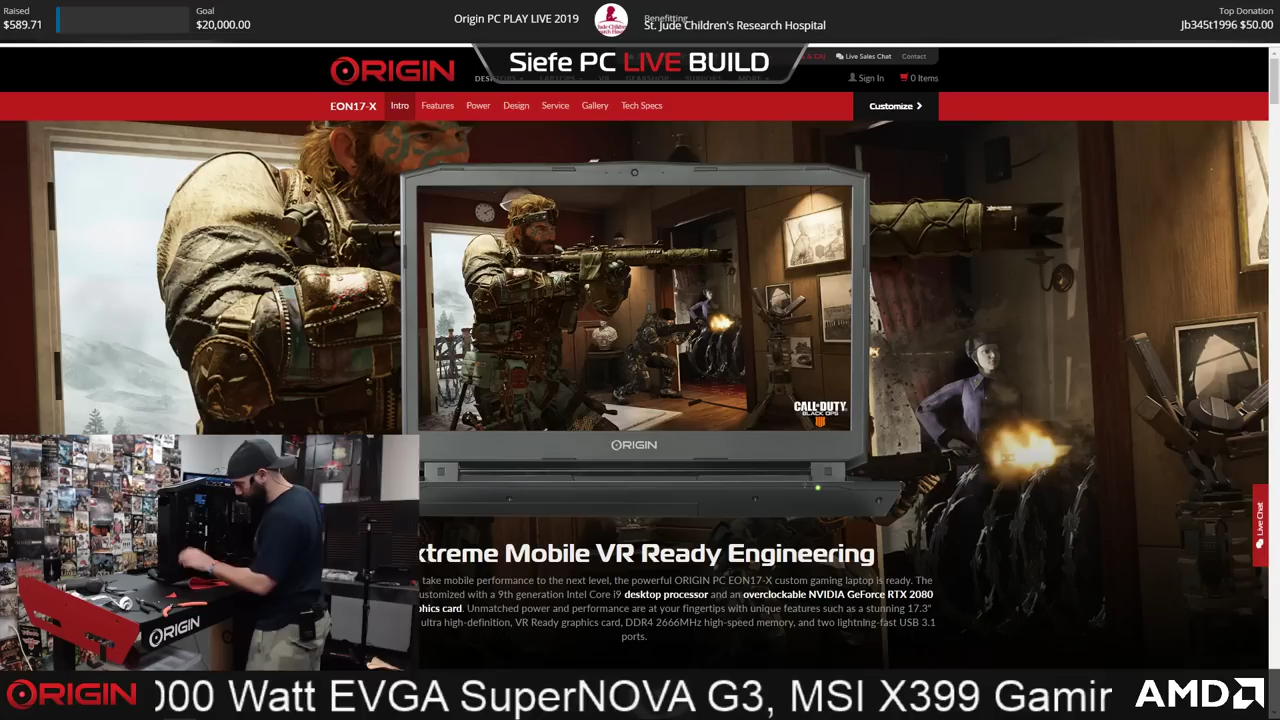 Raised
$589.71
Goal
$20,000.00
Origin PC PLAY LIVE 2019
Benefitting
St. Jude Children's Research Hospital
Top Donation
Jb345t1996 $50.00
ORIGIN
Siefe PC LIVE BUILD
Live Sales Chat
Contact
Sign In
0 Items
EON17-X
Intro
Features
Power
Design
Service
Gallery
Tech Specs
Customize
CALL OF DUTY
BLACK OPS
ORIGIN
Live Chat
xtreme Mobile VR Ready Engineering
take mobile performance to the next level, the powerful ORIGIN PC EON17-X custom gaming laptop is ready. The
ustomized with a 9th generation Intel Core i9 desktop processor and an overclockable NVIDIA GeForce RTX 2080
phics card. Unmatched power and performance are at your fingertips with unique features such as a stunning 17.3"
ultra high-definition, VR Ready graphics card, DDR4 2666MHz high-speed memory, and two lightning-fast USB 3.1
ports.
ORIGIN
ORIGIN
000 Watt EVGA SuperNOVA G3, MSI X399 Gamin
AMD